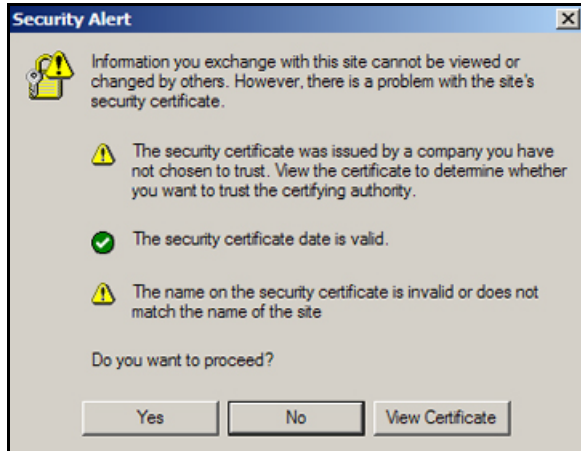 Security Alert
Information you exchange with this site cannot be viewed or
changed by others. However, there is a problem with the site's
security certificate.
The security certificate was issued by a company you have
not chosen to trust. View the certificate to determine whether
you want to trust the certifying authority.
The security certificate date is valid.
The name on the security certificate is invalid or does not
match the name of the site
Do you want to proceed?
Yes No View Certificate